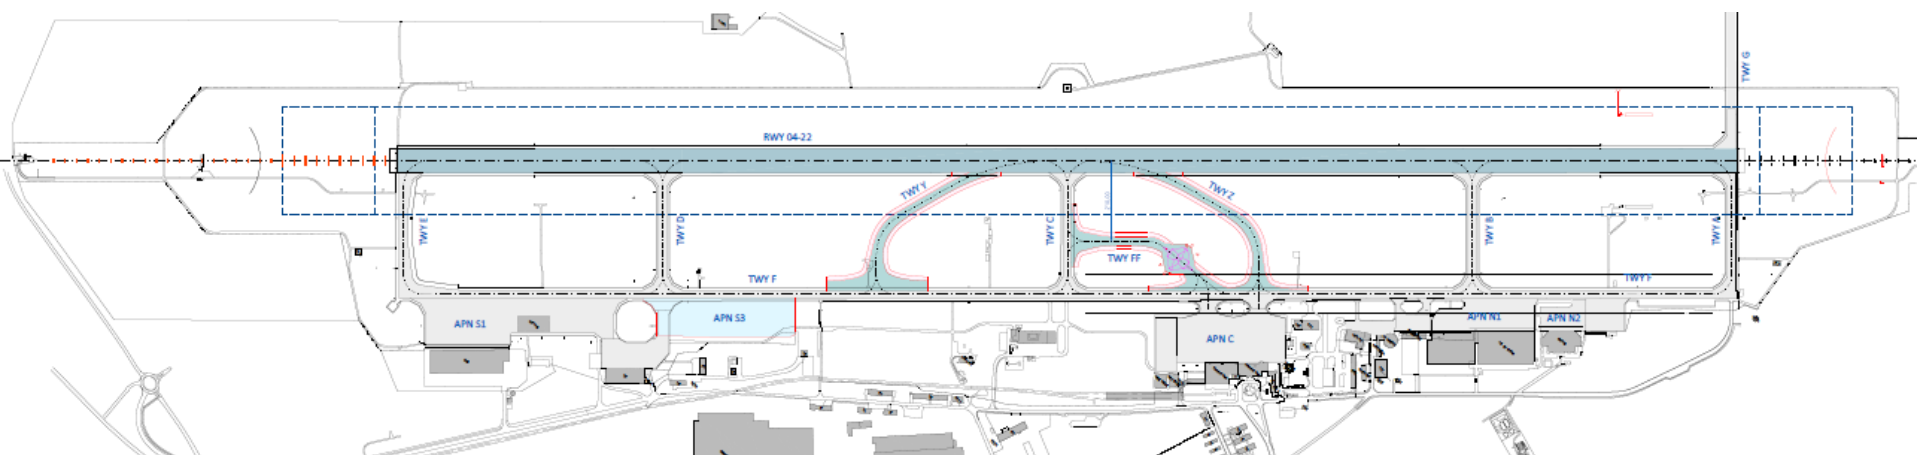 TWY G
RWY 04-22
TWY Y
TWY Z
TWY E
TWY D
TWY C
TWY B
TWY A
TWY FF
TWY F
TWY F
APN S1
APN S3
APN C
APN N1
APN N2